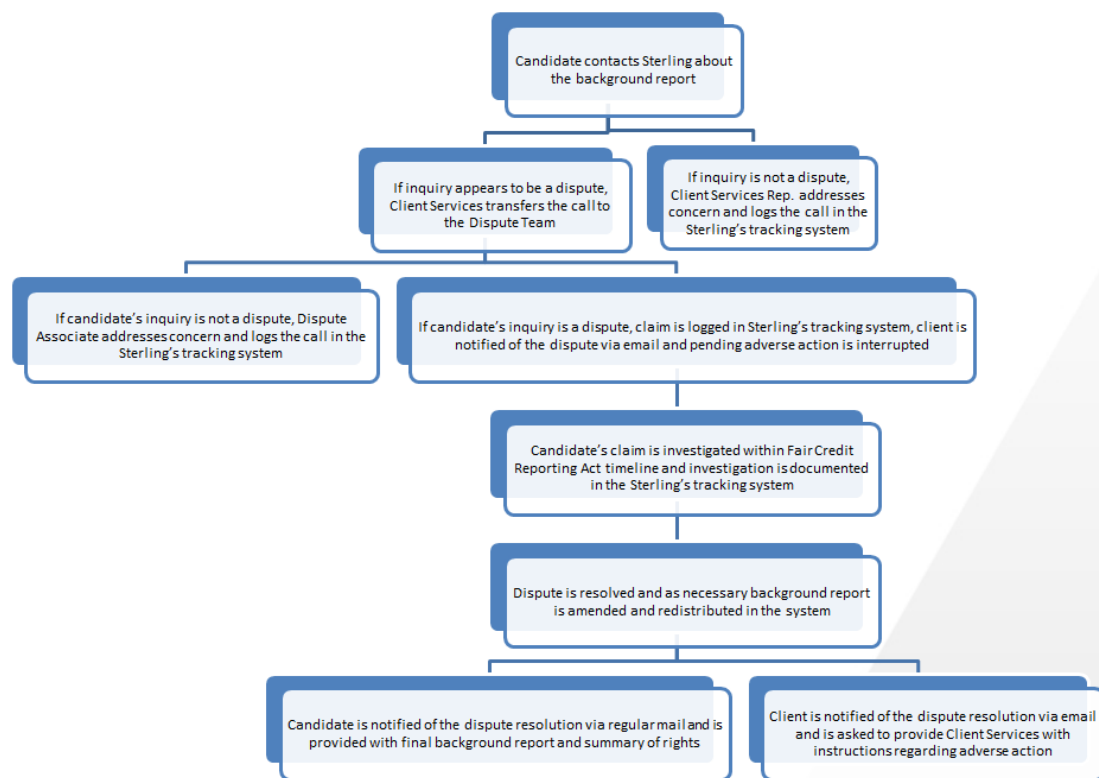 Candidate contacts Sterling about
the background report
If inquiry appears to be a dispute,
Client Services transfers the call to
the Dispute Team
If inquiry is not a dispute,
Client Services Rep. addresses
concern and logs the call in the
Sterling's tracking system
If candidate's inquiry is not a dispute, Dispute
Associate addresses concern and logs the call in the
Sterling's tracking system
If candidate's inquiry is a dispute, claim is logged in Sterling's tracking system, client is
notified of the dispute via email and pending adverse action is interrupted
Candidate's claim is investigated within Fair Credit
Reporting Act timeline and investigation is documented
in the Sterling's tracking system
Dispute is resolved and as necessary background report
is amended and redistributed in the system
Candidate is notified of the dispute resolution via regular mail and is
provided with final background report and summary of rights
Client is notified of the dispute resolution via email
and is asked to provide Client Services with
instructions regarding adverse action